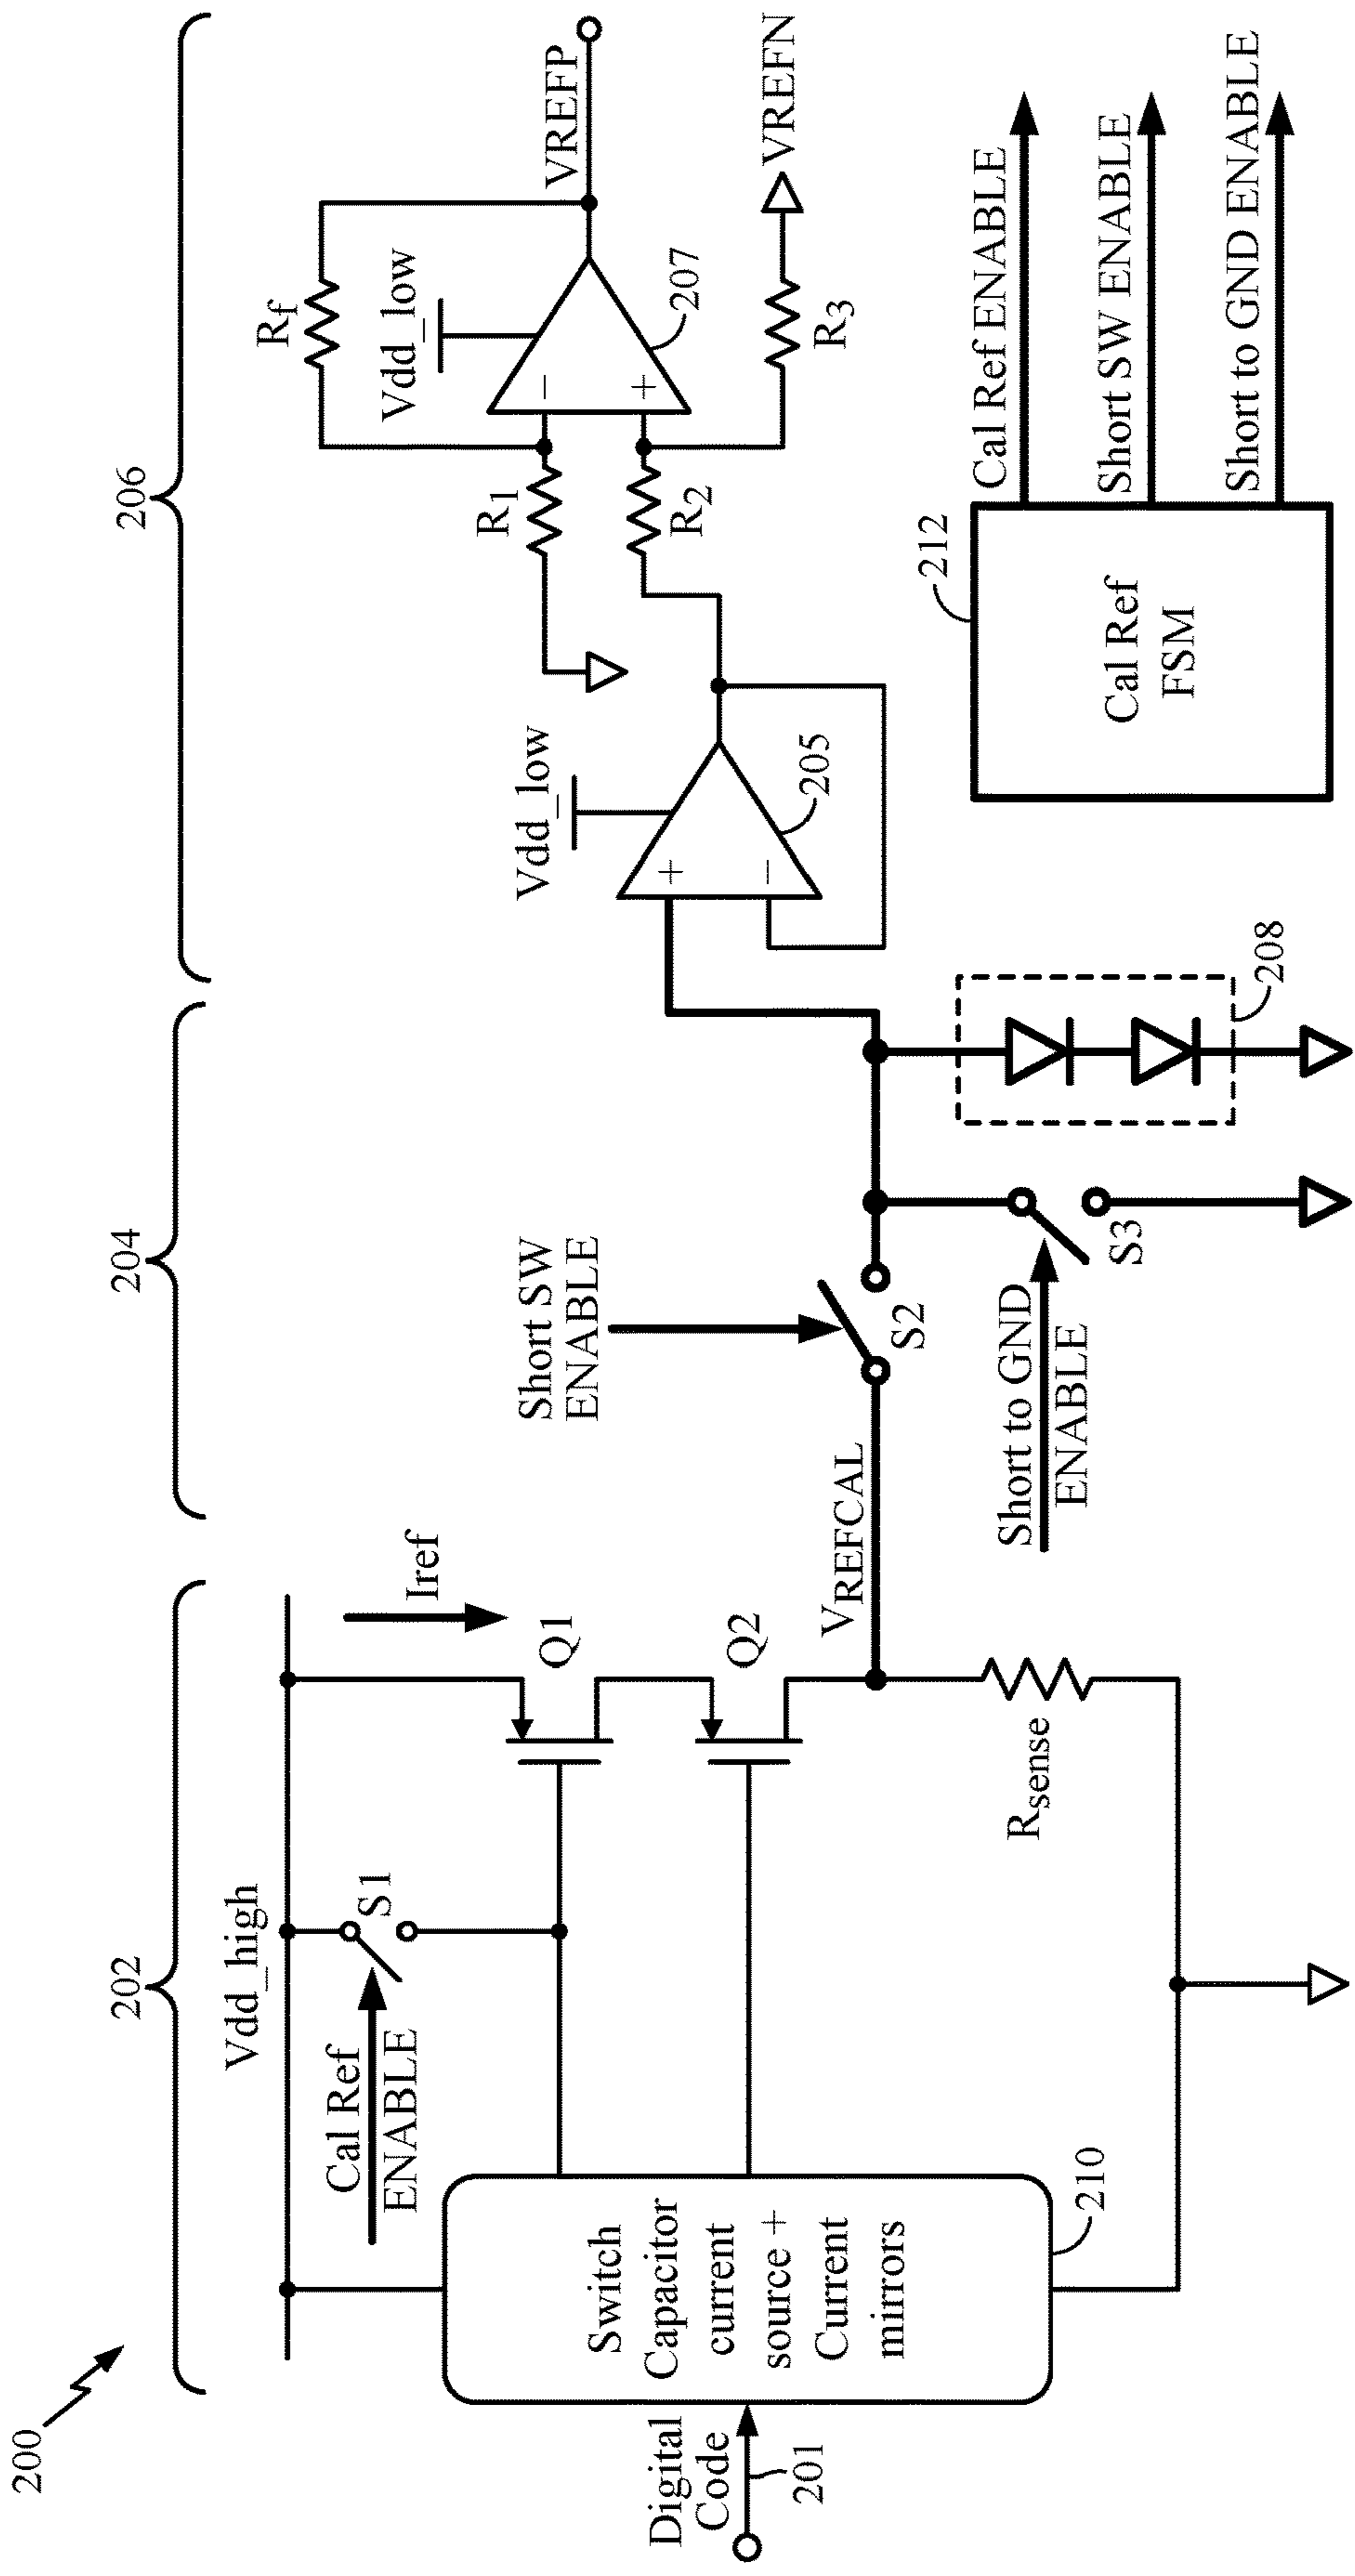 200
202
204
206
Vdd_high
Cal Ref
ENABLE
S1
Iref
Q1
Q2
Digital
Code
201
Switch
Capacitor
current
source +
Current
mirrors
210
Rsense
VREFCAL
Short SW
ENABLE
S2
Short to GND
ENABLE
S3
208
Vdd_low
+
−
205
R1
R2
Rf
Vdd_low
−
+
207
R3
VREFP
VREFN
212
Cal Ref
FSM
Cal Ref ENABLE
Short SW ENABLE
Short to GND ENABLE